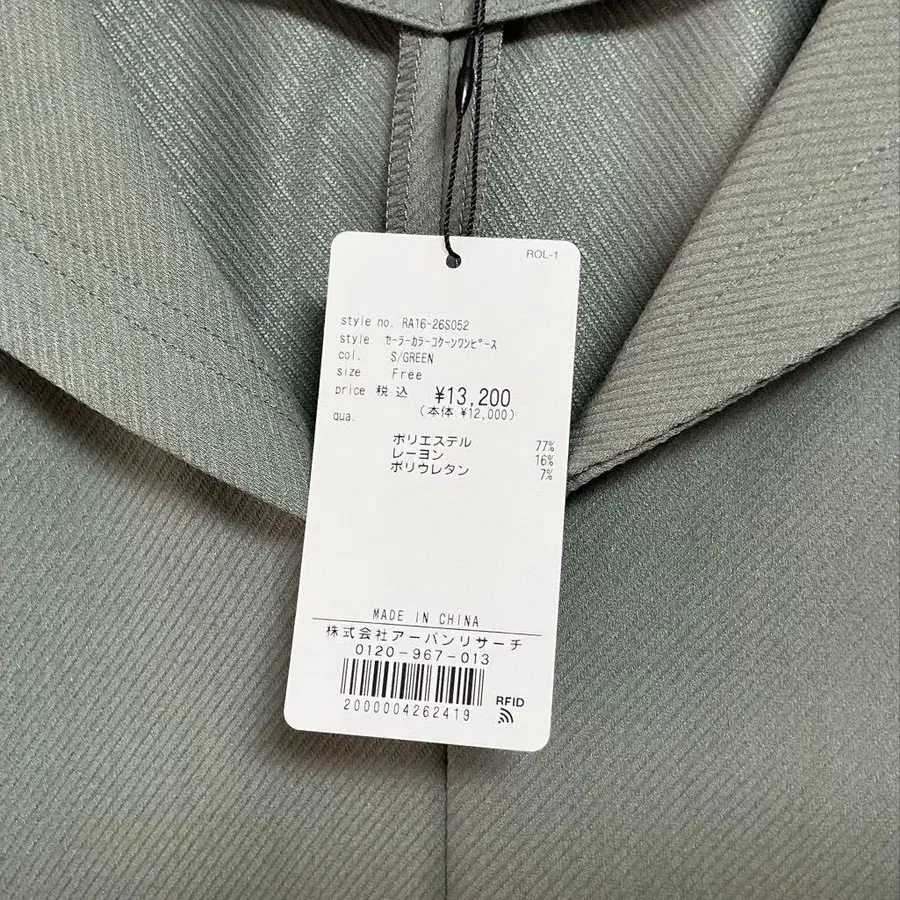 ROL-1
style no. RA16-26S052
style ｾｰﾗｰｶﾗｰｺｸｰﾝﾜﾝﾋﾟｰｽ
col. S/GREEN
size Free
price 税込 ¥13,200
(本体 ¥12,000)
qua.
ポリエステル 77%
レーヨン 16%
ポリウレタン 7%
MADE IN CHINA
株式会社アーバンリサーチ
0120-967-013
2000004262419
RFID